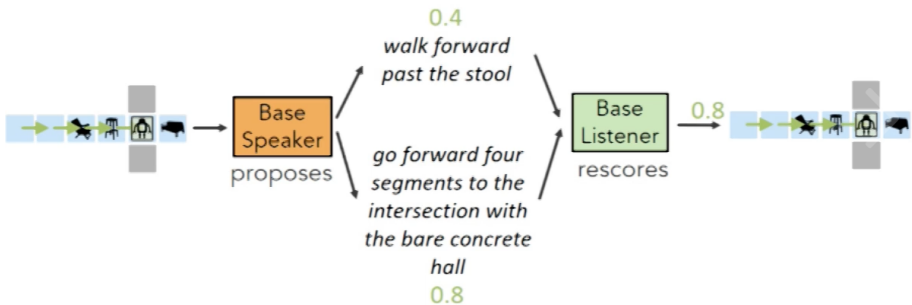 0.4
walk forward
past the stool
Base
Speaker
proposes
go forward four
segments to the
intersection with
the bare concrete
hall
0.8
Base
Listener
rescores
0.8